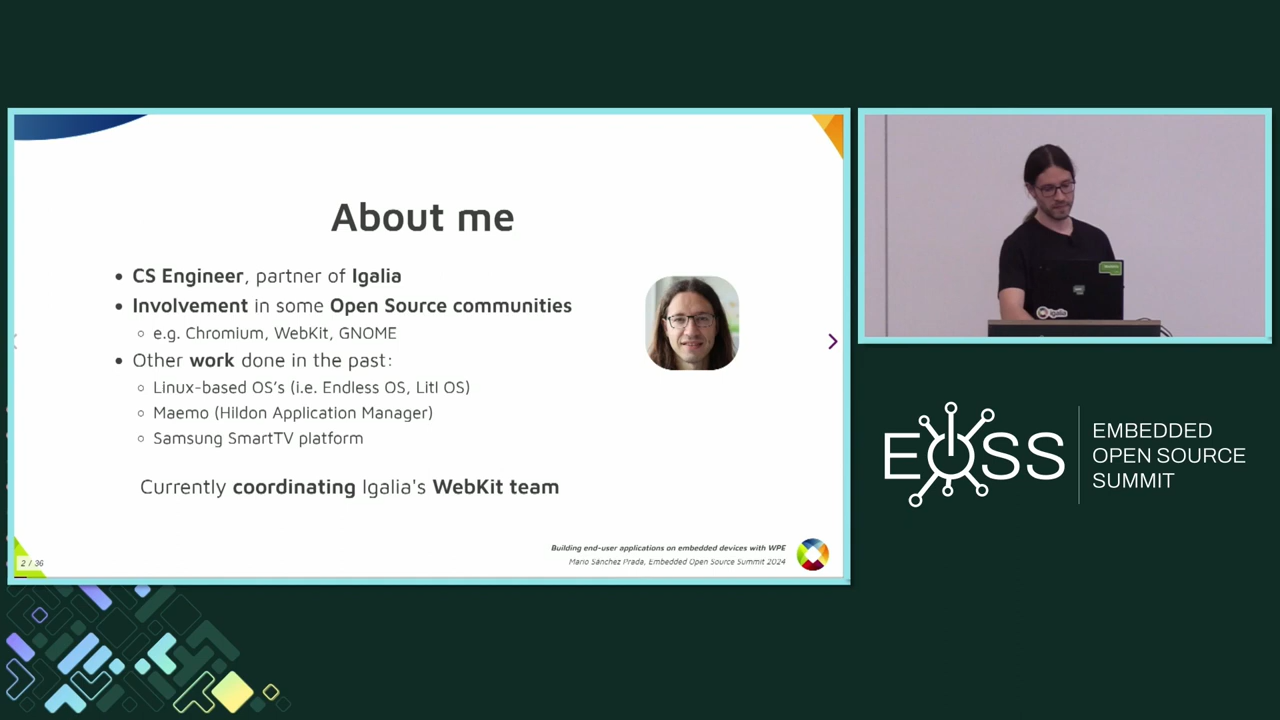 About me
CS Engineer, partner of Igalia
Involvement in some Open Source communities
e.g. Chromium, WebKit, GNOME
Other work done in the past:
Linux-based OS's (i.e. Endless OS, Litl OS)
Maemo (Hildon Application Manager)
Samsung SmartTV platform
Currently coordinating Igalia's WebKit team
Building end-user applications on embedded devices with WPE
Mario Sánchez Prada, Embedded Open Source Summit 2024
2 / 36
igalia
EOSS
EMBEDDED
OPEN SOURCE
SUMMIT